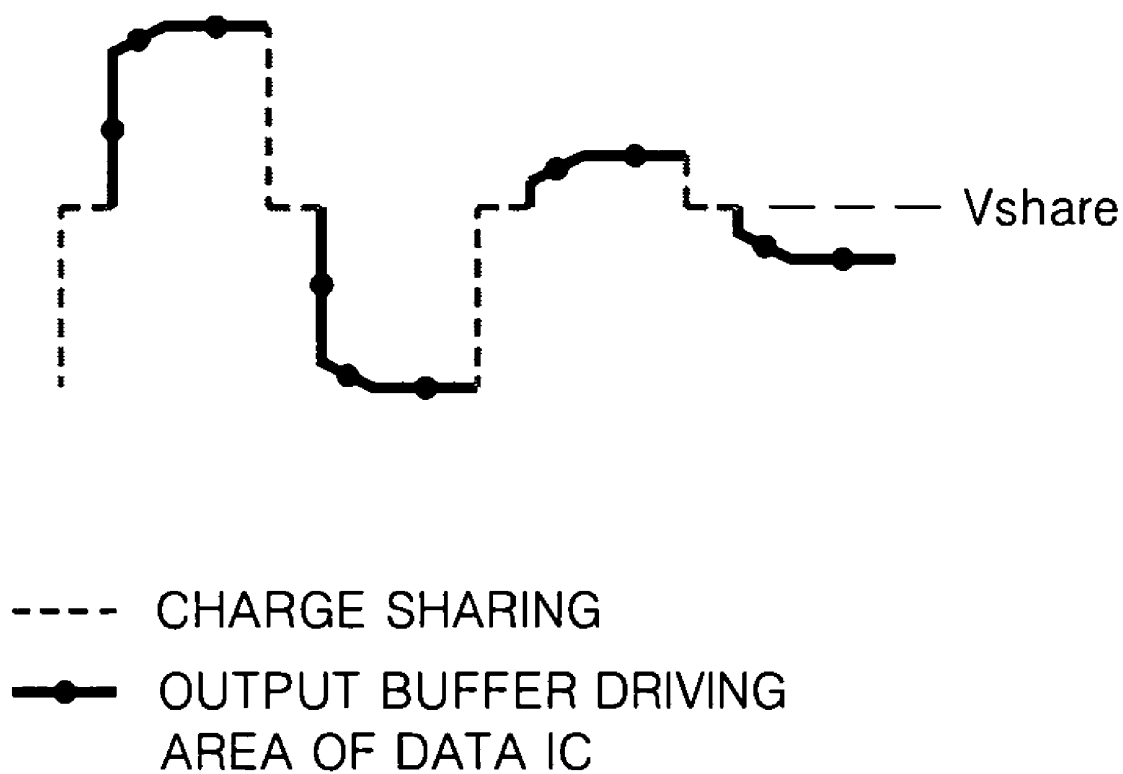 Vshare
CHARGE SHARING
OUTPUT BUFFER DRIVING
AREA OF DATA IC